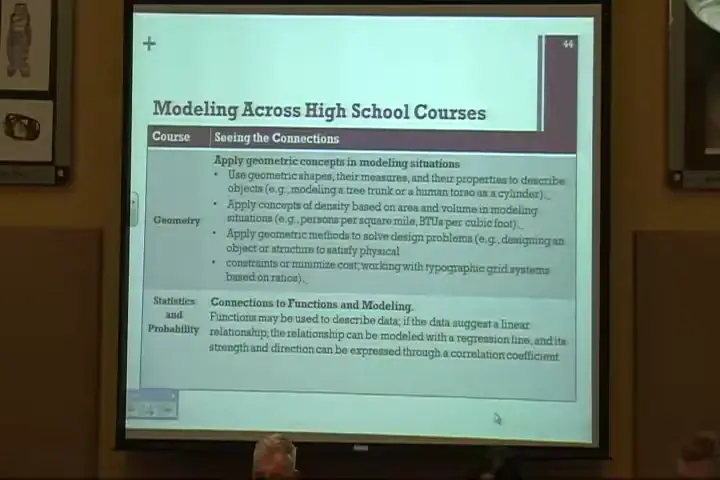 44
Modeling Across High School Courses
Course
Seeing the Connections
Geometry
Apply geometric concepts in modeling situations
• Use geometric shapes, their measures, and their properties to describe
objects (e.g., modeling a tree trunk or a human torso as a cylinder).
• Apply concepts of density based on area and volume in modeling
situations (e.g., persons per square mile, BTUs per cubic foot).
• Apply geometric methods to solve design problems (e.g., designing an
object or structure to satisfy physical
• constraints or minimize cost; working with typographic grid systems
based on ratios).
Statistics
and
Probability
Connections to Functions and Modeling.
Functions may be used to describe data; if the data suggest a linear
relationship, the relationship can be modeled with a regression line, and its
strength and direction can be expressed through a correlation coefficient